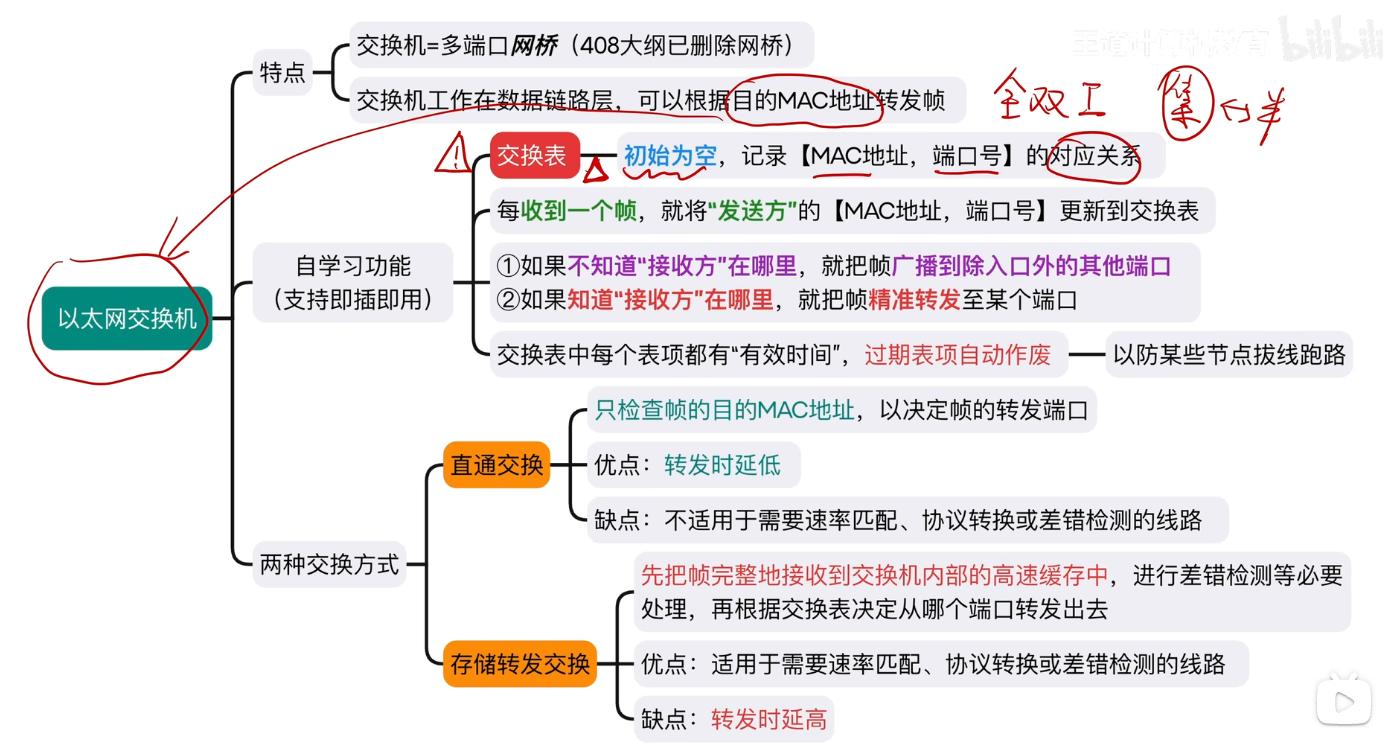 bilibili
特点
交换机=多端口网桥（408大纲已删除网桥）
交换机工作在数据链路层，可以根据目的MAC地址转发帧
全双工 集 半
以太网交换机
自学习功能
（支持即插即用）
交换表
初始为空，记录【MAC地址，端口号】的对应关系
每收到一个帧，就将“发送方”的【MAC地址，端口号】更新到交换表
①如果不知道“接收方”在哪里，就把帧广播到除入口外的其他端口
②如果知道“接收方”在哪里，就把帧精准转发至某个端口
交换表中每个表项都有“有效时间”，过期表项自动作废
以防某些节点拔线跑路
两种交换方式
直通交换
只检查帧的目的MAC地址，以决定帧的转发端口
优点：转发时延低
缺点：不适用于需要速率匹配、协议转换或差错检测的线路
存储转发交换
先把帧完整地接收到交换机内部的高速缓存中，进行差错检测等必要
处理，再根据交换表决定从哪个端口转发出去
优点：适用于需要速率匹配、协议转换或差错检测的线路
缺点：转发时延高